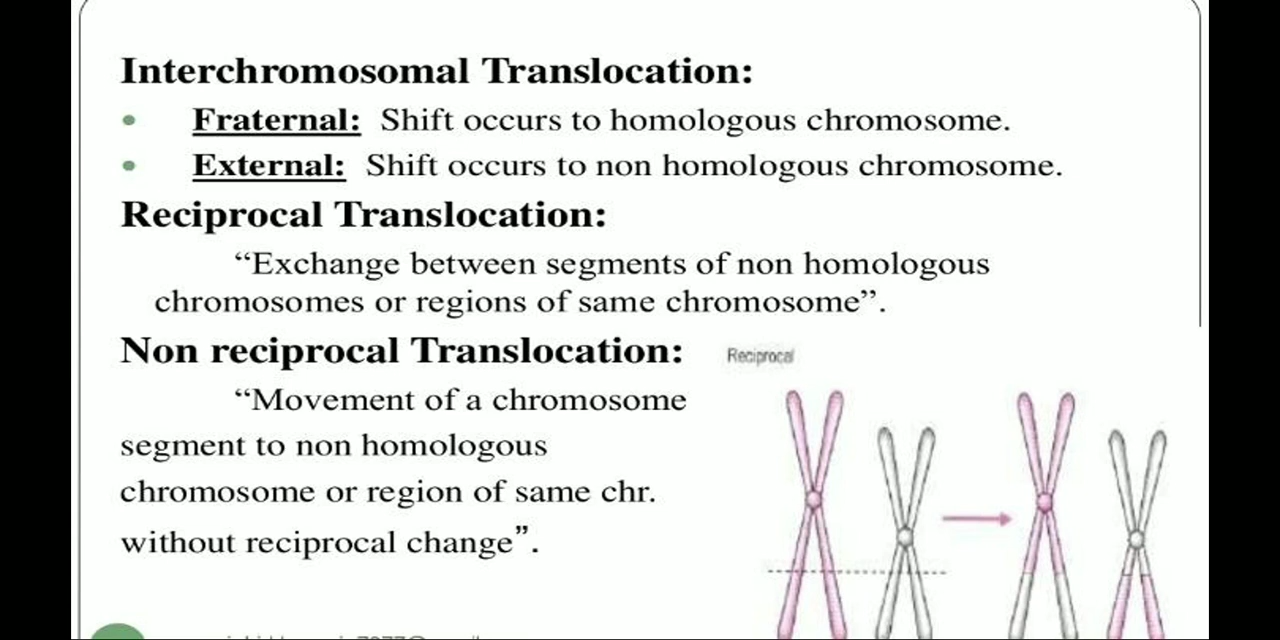 Interchromosomal Translocation:
• Fraternal: Shift occurs to homologous chromosome.
• External: Shift occurs to non homologous chromosome.
Reciprocal Translocation:
“Exchange between segments of non homologous
chromosomes or regions of same chromosome”.
Non reciprocal Translocation:
Reciprocal
“Movement of a chromosome
segment to non homologous
chromosome or region of same chr.
without reciprocal change”.